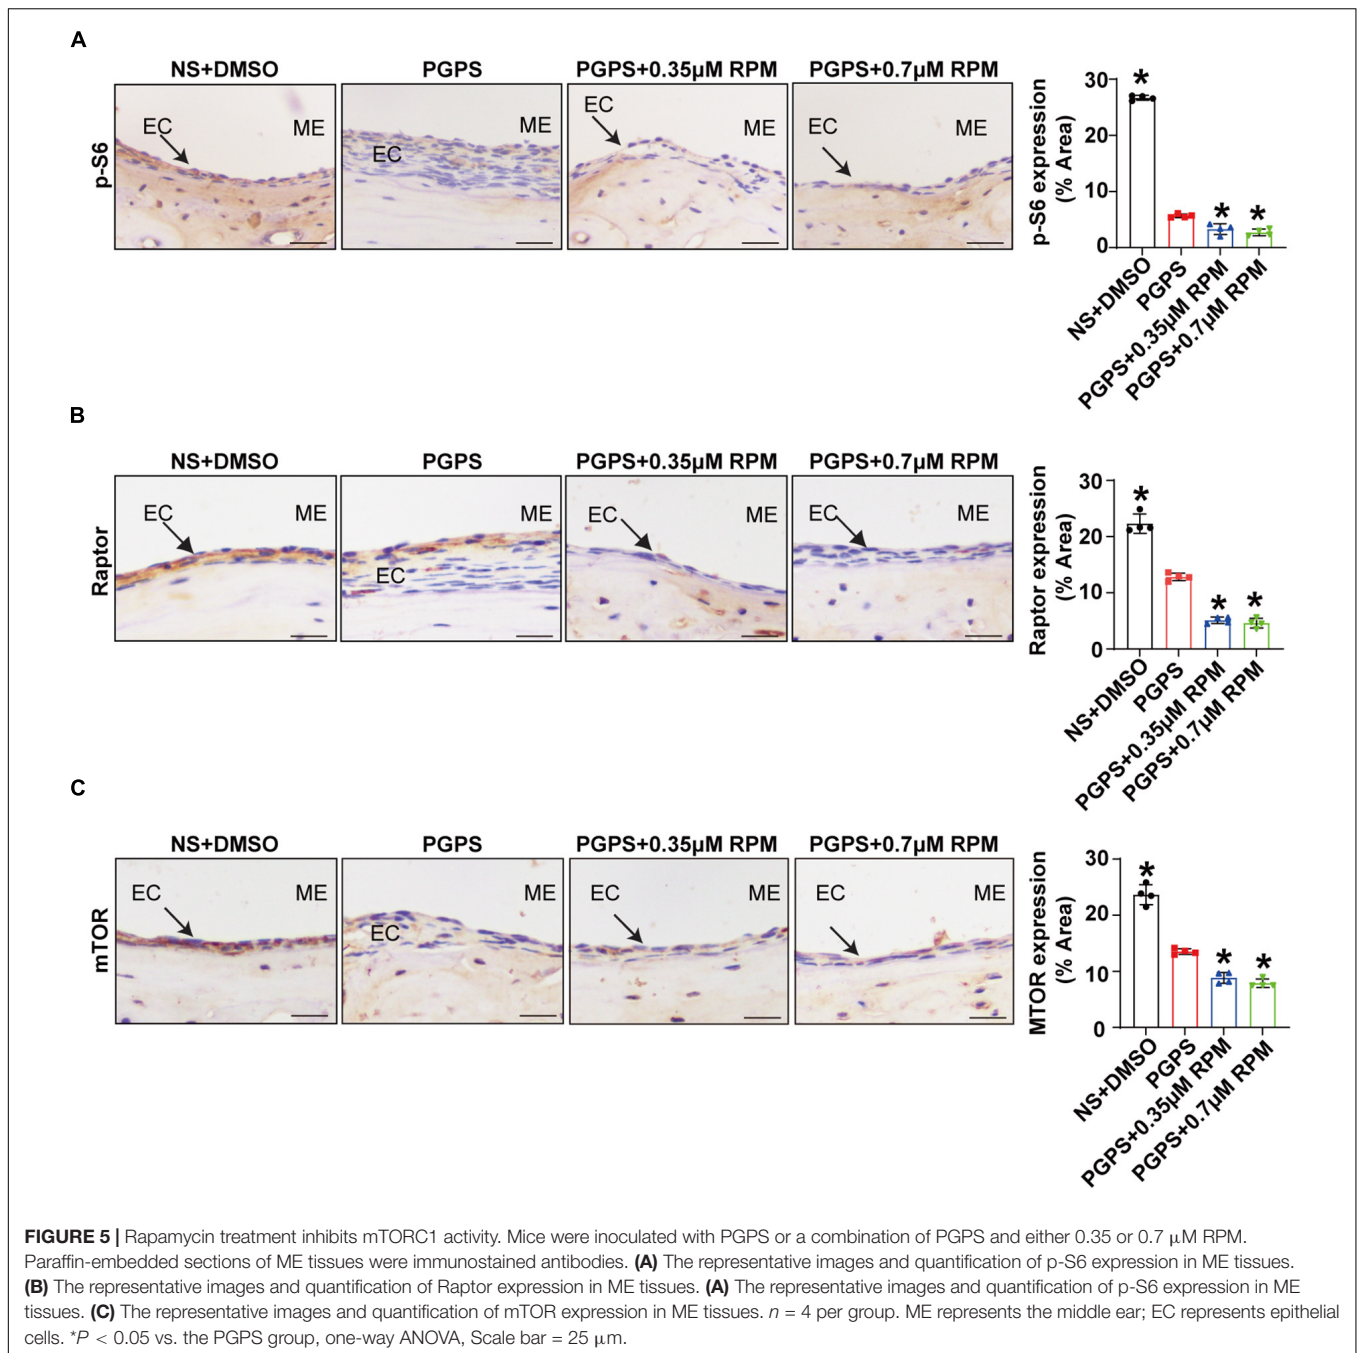 A
NS+DMSO PGPS PGPS+0.35µM RPM PGPS+0.7µM RPM
p-S6
EC ME
EC ME
EC ME
EC ME
p-S6 expression
(% Area)
30
20
10
0
*
*
*
NS+DMSO
PGPS
PGPS+0.35µM RPM
PGPS+0.7µM RPM
B
NS+DMSO PGPS PGPS+0.35µM RPM PGPS+0.7µM RPM
Raptor
EC ME
EC ME
EC ME
EC ME
Raptor expression
(% Area)
30
20
10
0
*
*
*
NS+DMSO
PGPS
PGPS+0.35µM RPM
PGPS+0.7µM RPM
C
NS+DMSO PGPS PGPS+0.35µM RPM PGPS+0.7µM RPM
mTOR
EC ME
EC ME
EC ME
EC ME
MTOR expression
(% Area)
30
20
10
0
*
*
*
NS+DMSO
PGPS
PGPS+0.35µM RPM
PGPS+0.7µM RPM
FIGURE 5 | Rapamycin treatment inhibits mTORC1 activity. Mice were inoculated with PGPS or a combination of PGPS and either 0.35 or 0.7 µM RPM.
Paraffin-embedded sections of ME tissues were immunostained antibodies. (A) The representative images and quantification of p-S6 expression in ME tissues.
(B) The representative images and quantification of Raptor expression in ME tissues. (A) The representative images and quantification of p-S6 expression in ME
tissues. (C) The representative images and quantification of mTOR expression in ME tissues. n = 4 per group. ME represents the middle ear; EC represents epithelial
cells. *P < 0.05 vs. the PGPS group, one-way ANOVA, Scale bar = 25 µm.